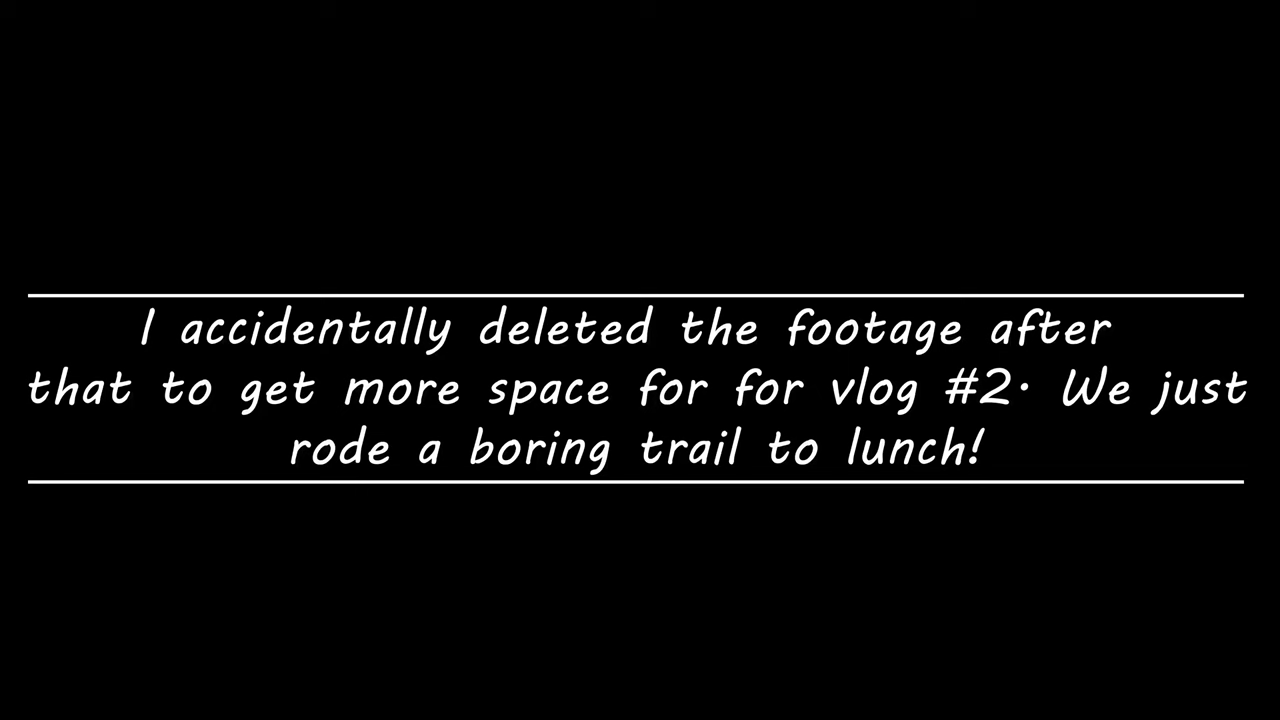 I accidentally deleted the footage after
that to get more space for for vlog #2. We just
rode a boring trail to lunch!